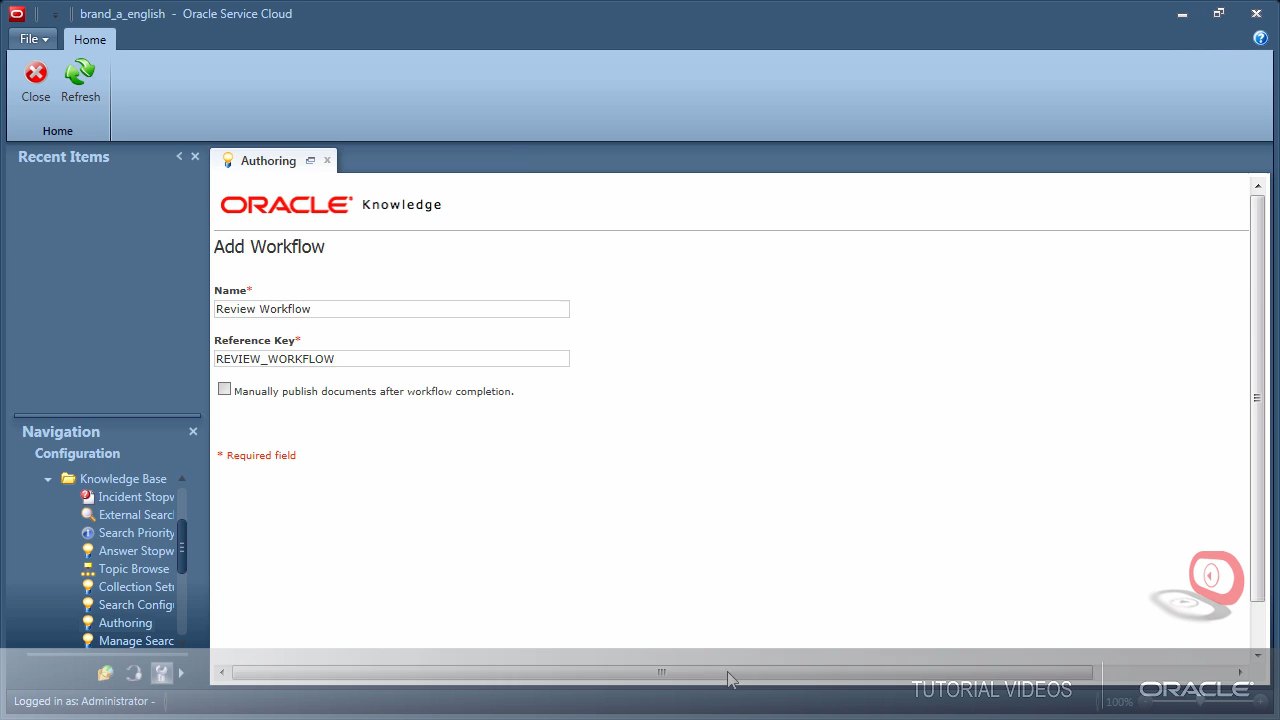 brand_a_english - Oracle Service Cloud
File Home
Close Refresh
Home
Recent Items
Authoring
ORACLE Knowledge
Add Workflow
Name*
Review Workflow
Reference Key*
REVIEW_WORKFLOW
Manually publish documents after workflow completion.
* Required field
Navigation
Configuration
Knowledge Base
Incident Stopw
External Searc
Search Priority
Answer Stopw
Topic Browse
Collection Setu
Search Configu
Authoring
Manage Searc
TUTORIAL VIDEOS ORACLE
Logged in as: Administrator -
100%